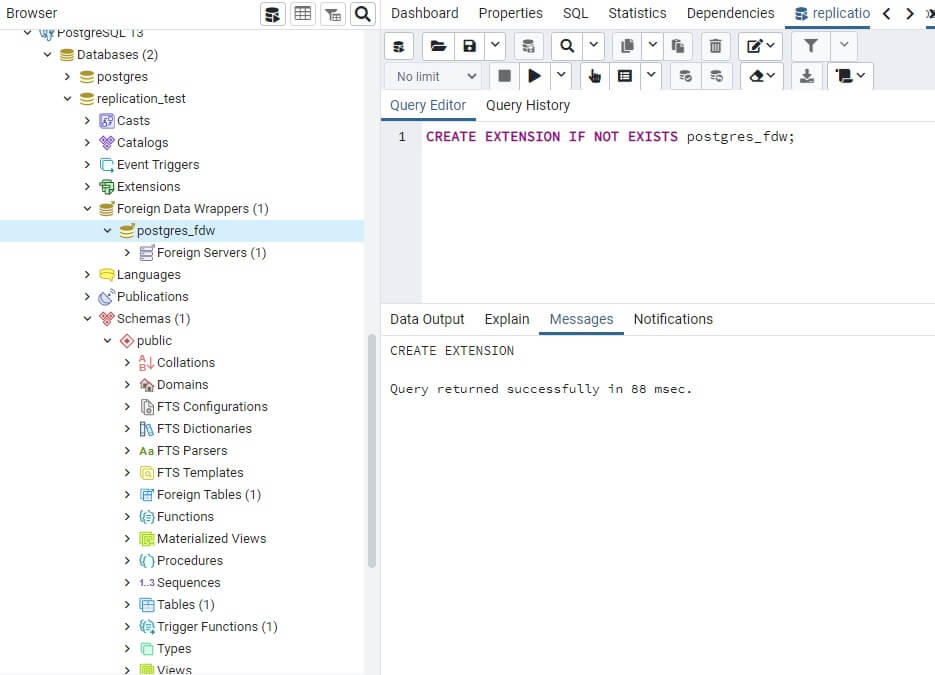 Browser
PostgreSQL 13
Databases (2)
postgres
replication_test
Casts
Catalogs
Event Triggers
Extensions
Foreign Data Wrappers (1)
postgres_fdw
Foreign Servers (1)
Languages
Publications
Schemas (1)
public
Collations
Domains
FTS Configurations
FTS Dictionaries
Aa FTS Parsers
FTS Templates
Foreign Tables (1)
Functions
Materialized Views
Procedures
1..3 Sequences
Tables (1)
Trigger Functions (1)
Types
Views
Dashboard Properties SQL Statistics Dependencies replicatio
No limit
Query Editor Query History
1 CREATE EXTENSION IF NOT EXISTS postgres_fdw;
Data Output Explain Messages Notifications
CREATE EXTENSION
Query returned successfully in 88 msec.